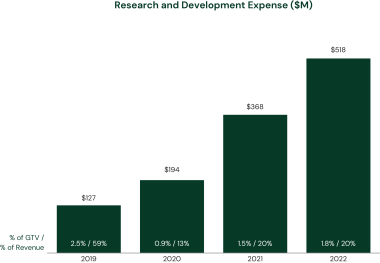 Research and Development Expense ($M)
$518
$368
$194
$127
% of GTV /
% of Revenue
2.5% / 59%
0.9% / 13%
1.5% / 20%
1.8% / 20%
2019
2020
2021
2022